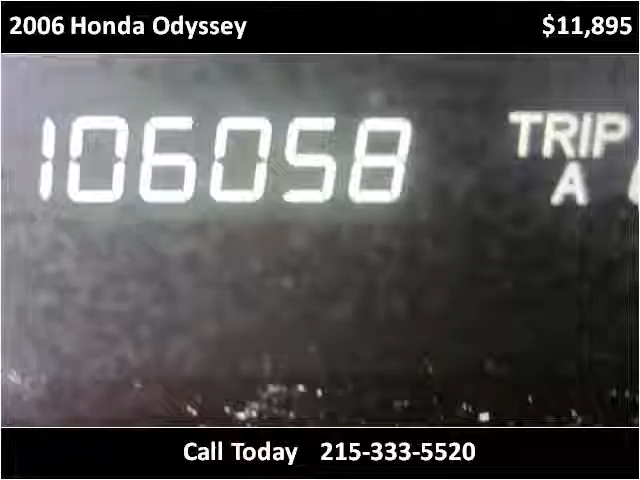 2006 Honda Odyssey $11,895
106058 TRIP
A
Call Today 215-333-5520